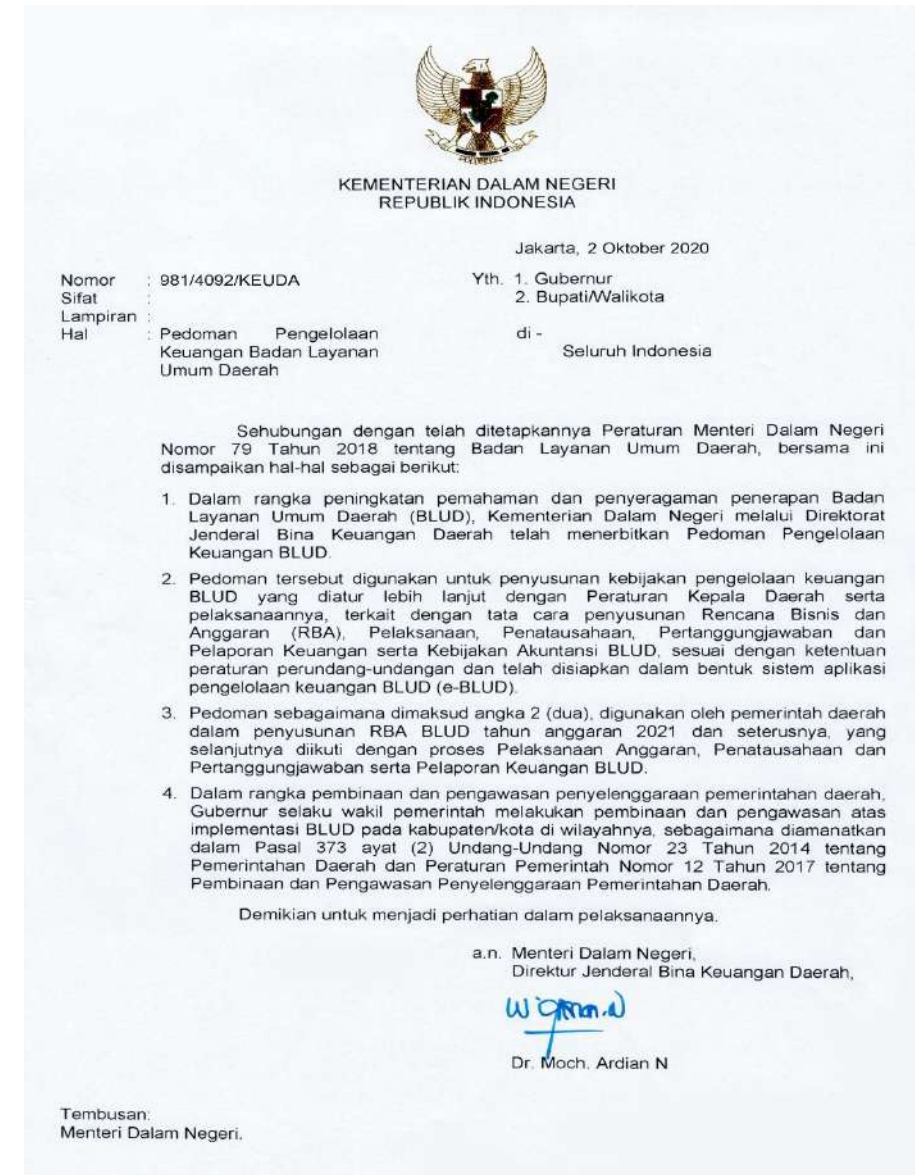 KEMENTERIAN DALAM NEGERI
REPUBLIK INDONESIA
Jakarta, 2 Oktober 2020
Nomor : 981/4092/KEUDA
Sifat :
Lampiran :
Hal : Pedoman Pengelolaan
Keuangan Badan Layanan
Umum Daerah
Yth. 1. Gubernur
2. Bupati/Walikota
di -
Seluruh Indonesia
Sehubungan dengan telah ditetapkannya Peraturan Menteri Dalam Negeri
Nomor 79 Tahun 2018 tentang Badan Layanan Umum Daerah, bersama ini
disampaikan hal-hal sebagai berikut:
1. Dalam rangka peningkatan pemahaman dan penyeragaman penerapan Badan
Layanan Umum Daerah (BLUD), Kementerian Dalam Negeri melalui Direktorat
Jenderal Bina Keuangan Daerah telah menerbitkan Pedoman Pengelolaan
Keuangan BLUD.
2. Pedoman tersebut digunakan untuk penyusunan kebijakan pengelolaan keuangan
BLUD yang diatur lebih lanjut dengan Peraturan Kepala Daerah serta
pelaksanaannya, terkait dengan tata cara penyusunan Rencana Bisnis dan
Anggaran (RBA), Pelaksanaan, Penatausahaan, Pertanggungjawaban dan
Pelaporan Keuangan serta Kebijakan Akuntansi BLUD, sesuai dengan ketentuan
peraturan perundang-undangan dan telah disiapkan dalam bentuk sistem aplikasi
pengelolaan keuangan BLUD (e-BLUD).
3. Pedoman sebagaimana dimaksud angka 2 (dua), digunakan oleh pemerintah daerah
dalam penyusunan RBA BLUD tahun anggaran 2021 dan seterusnya, yang
selanjutnya diikuti dengan proses Pelaksanaan Anggaran, Penatausahaan dan
Pertanggungjawaban serta Pelaporan Keuangan BLUD.
4. Dalam rangka pembinaan dan pengawasan penyelenggaraan pemerintahan daerah,
Gubernur selaku wakil pemerintah melakukan pembinaan dan pengawasan atas
implementasi BLUD pada kabupaten/kota di wilayahnya, sebagaimana diamanatkan
dalam Pasal 373 ayat (2) Undang-Undang Nomor 23 Tahun 2014 tentang
Pemerintahan Daerah dan Peraturan Pemerintah Nomor 12 Tahun 2017 tentang
Pembinaan dan Pengawasan Penyelenggaraan Pemerintahan Daerah.
Demikian untuk menjadi perhatian dalam pelaksanaannya.
a.n. Menteri Dalam Negeri,
Direktur Jenderal Bina Keuangan Daerah,
Dr. Moch. Ardian N
Tembusan:
Menteri Dalam Negeri.